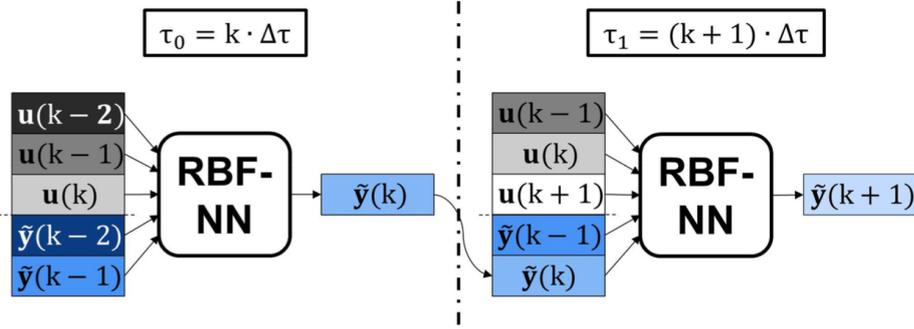 τ₀ = k · Δτ
u(k − 2)
u(k − 1)
u(k)
ỹ(k − 2)
ỹ(k − 1)
RBF-
NN
ỹ(k)
τ₁ = (k + 1) · Δτ
u(k − 1)
u(k)
u(k + 1)
ỹ(k − 1)
ỹ(k)
RBF-
NN
ỹ(k + 1)